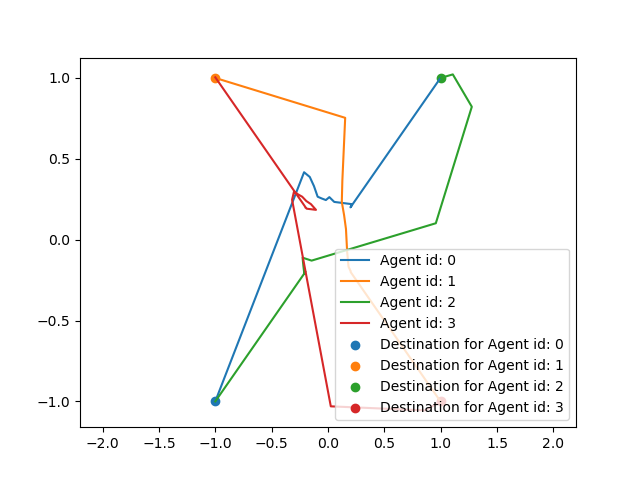 1.0
0.5
0.0
−0.5
−1.0
−2.0 −1.5 −1.0 −0.5 0.0 0.5 1.0 1.5 2.0
Agent id: 0
Agent id: 1
Agent id: 2
Agent id: 3
Destination for Agent id: 0
Destination for Agent id: 1
Destination for Agent id: 2
Destination for Agent id: 3